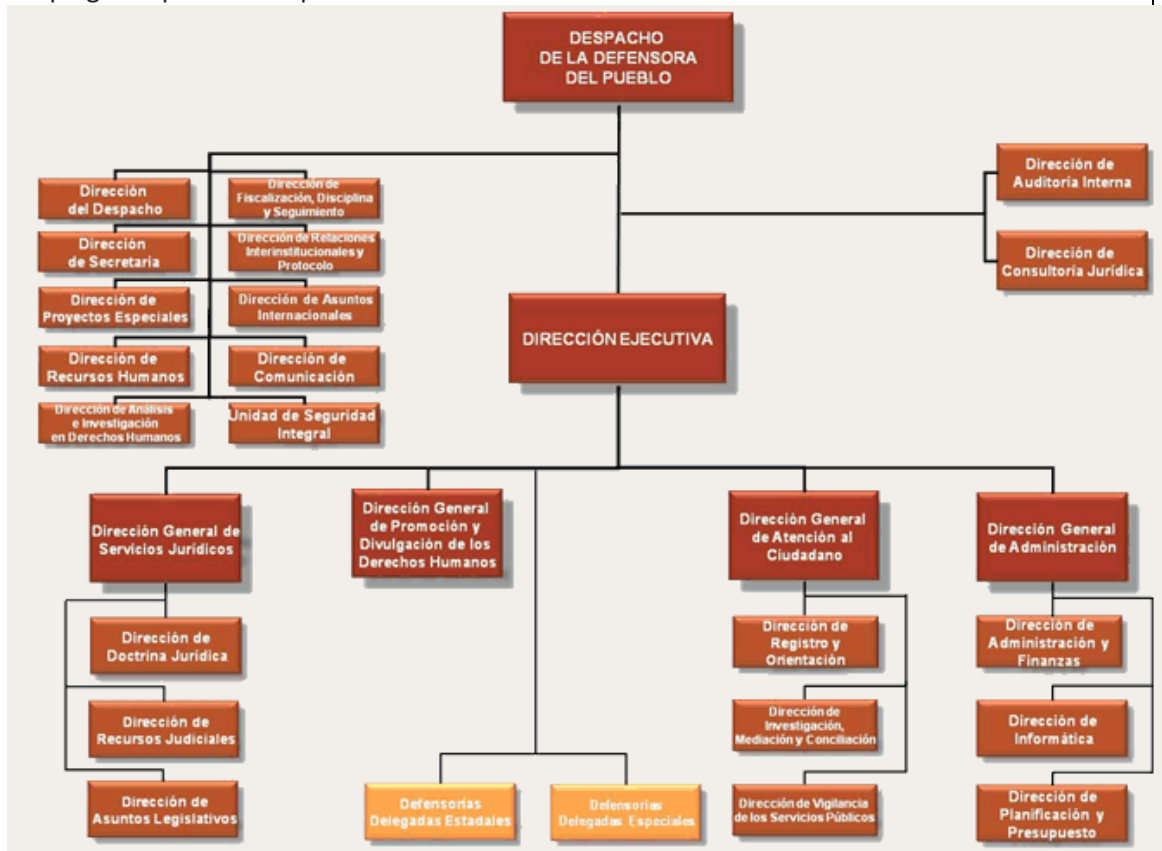 DESPACHO
DE LA DEFENSORA
DEL PUEBLO
Dirección
del Despacho
Dirección de
Fiscalización, Disciplina
y Seguimiento
Dirección
de Secretaria
Dirección de Relaciones
Interinstitucionales y
Protocolo
Dirección de
Proyectos Especiales
Dirección de Asuntos
Internacionales
Dirección de
Recursos Humanos
Dirección de
Comunicación
Dirección de Análisis
e Investigación
en Derechos Humanos
Unidad de Seguridad
Integral
Dirección de
Auditoría Interna
Dirección de
Consultoría Jurídica
DIRECCIÓN EJECUTIVA
Dirección General de
Servicios Jurídicos
Dirección de
Doctrina Jurídica
Dirección de
Recursos Judiciales
Dirección de
Asuntos Legislativos
Dirección General
de Promoción y
Divulgación de los
Derechos Humanos
Defensorías
Delegadas Estadales
Defensorías
Delegadas Especiales
Dirección General
de Atención al
Ciudadano
Dirección de
Registro y
Orientación
Dirección de
Investigación,
Mediación y Conciliación
Dirección de Vigilancia
de los Servicios Públicos
Dirección General
de Administración
Dirección de
Administración y
Finanzas
Dirección de
Informática
Dirección de
Planificación y
Presupuesto